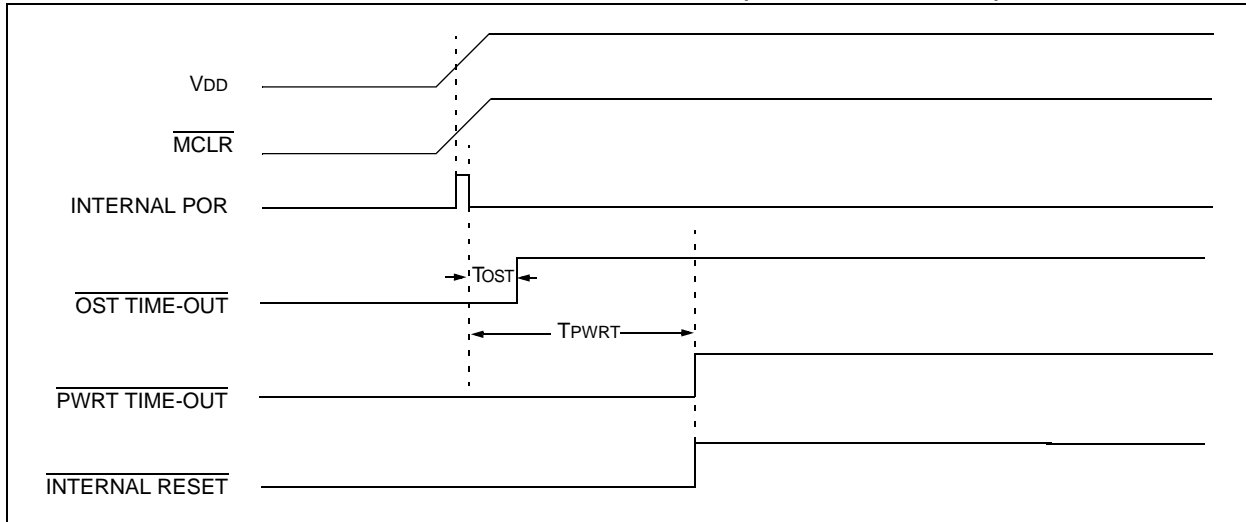 VDD
MCLR
INTERNAL POR
TOST
OST TIME-OUT
TPWRT
PWRT TIME-OUT
INTERNAL RESET